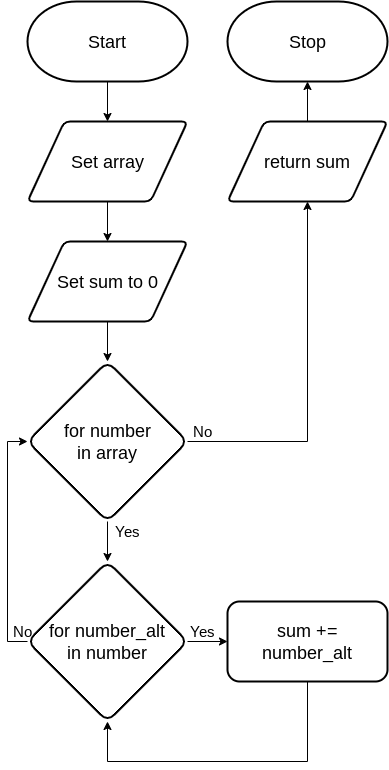 Start
Stop
Set array
return sum
Set sum to 0
for number
in array
No
Yes
No
for number_alt
in number
Yes
sum +=
number_alt